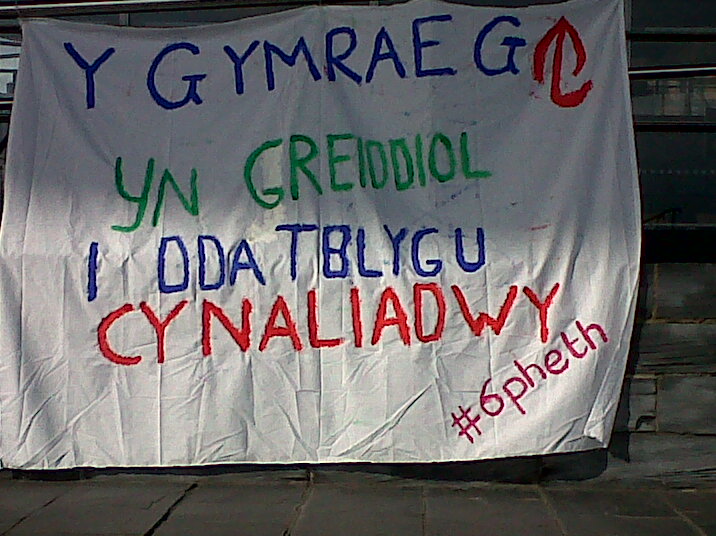 Y GYMRAEG
YN GREIDDIOL
I DDATBLYGU
CYNALIADWY
#6pheth